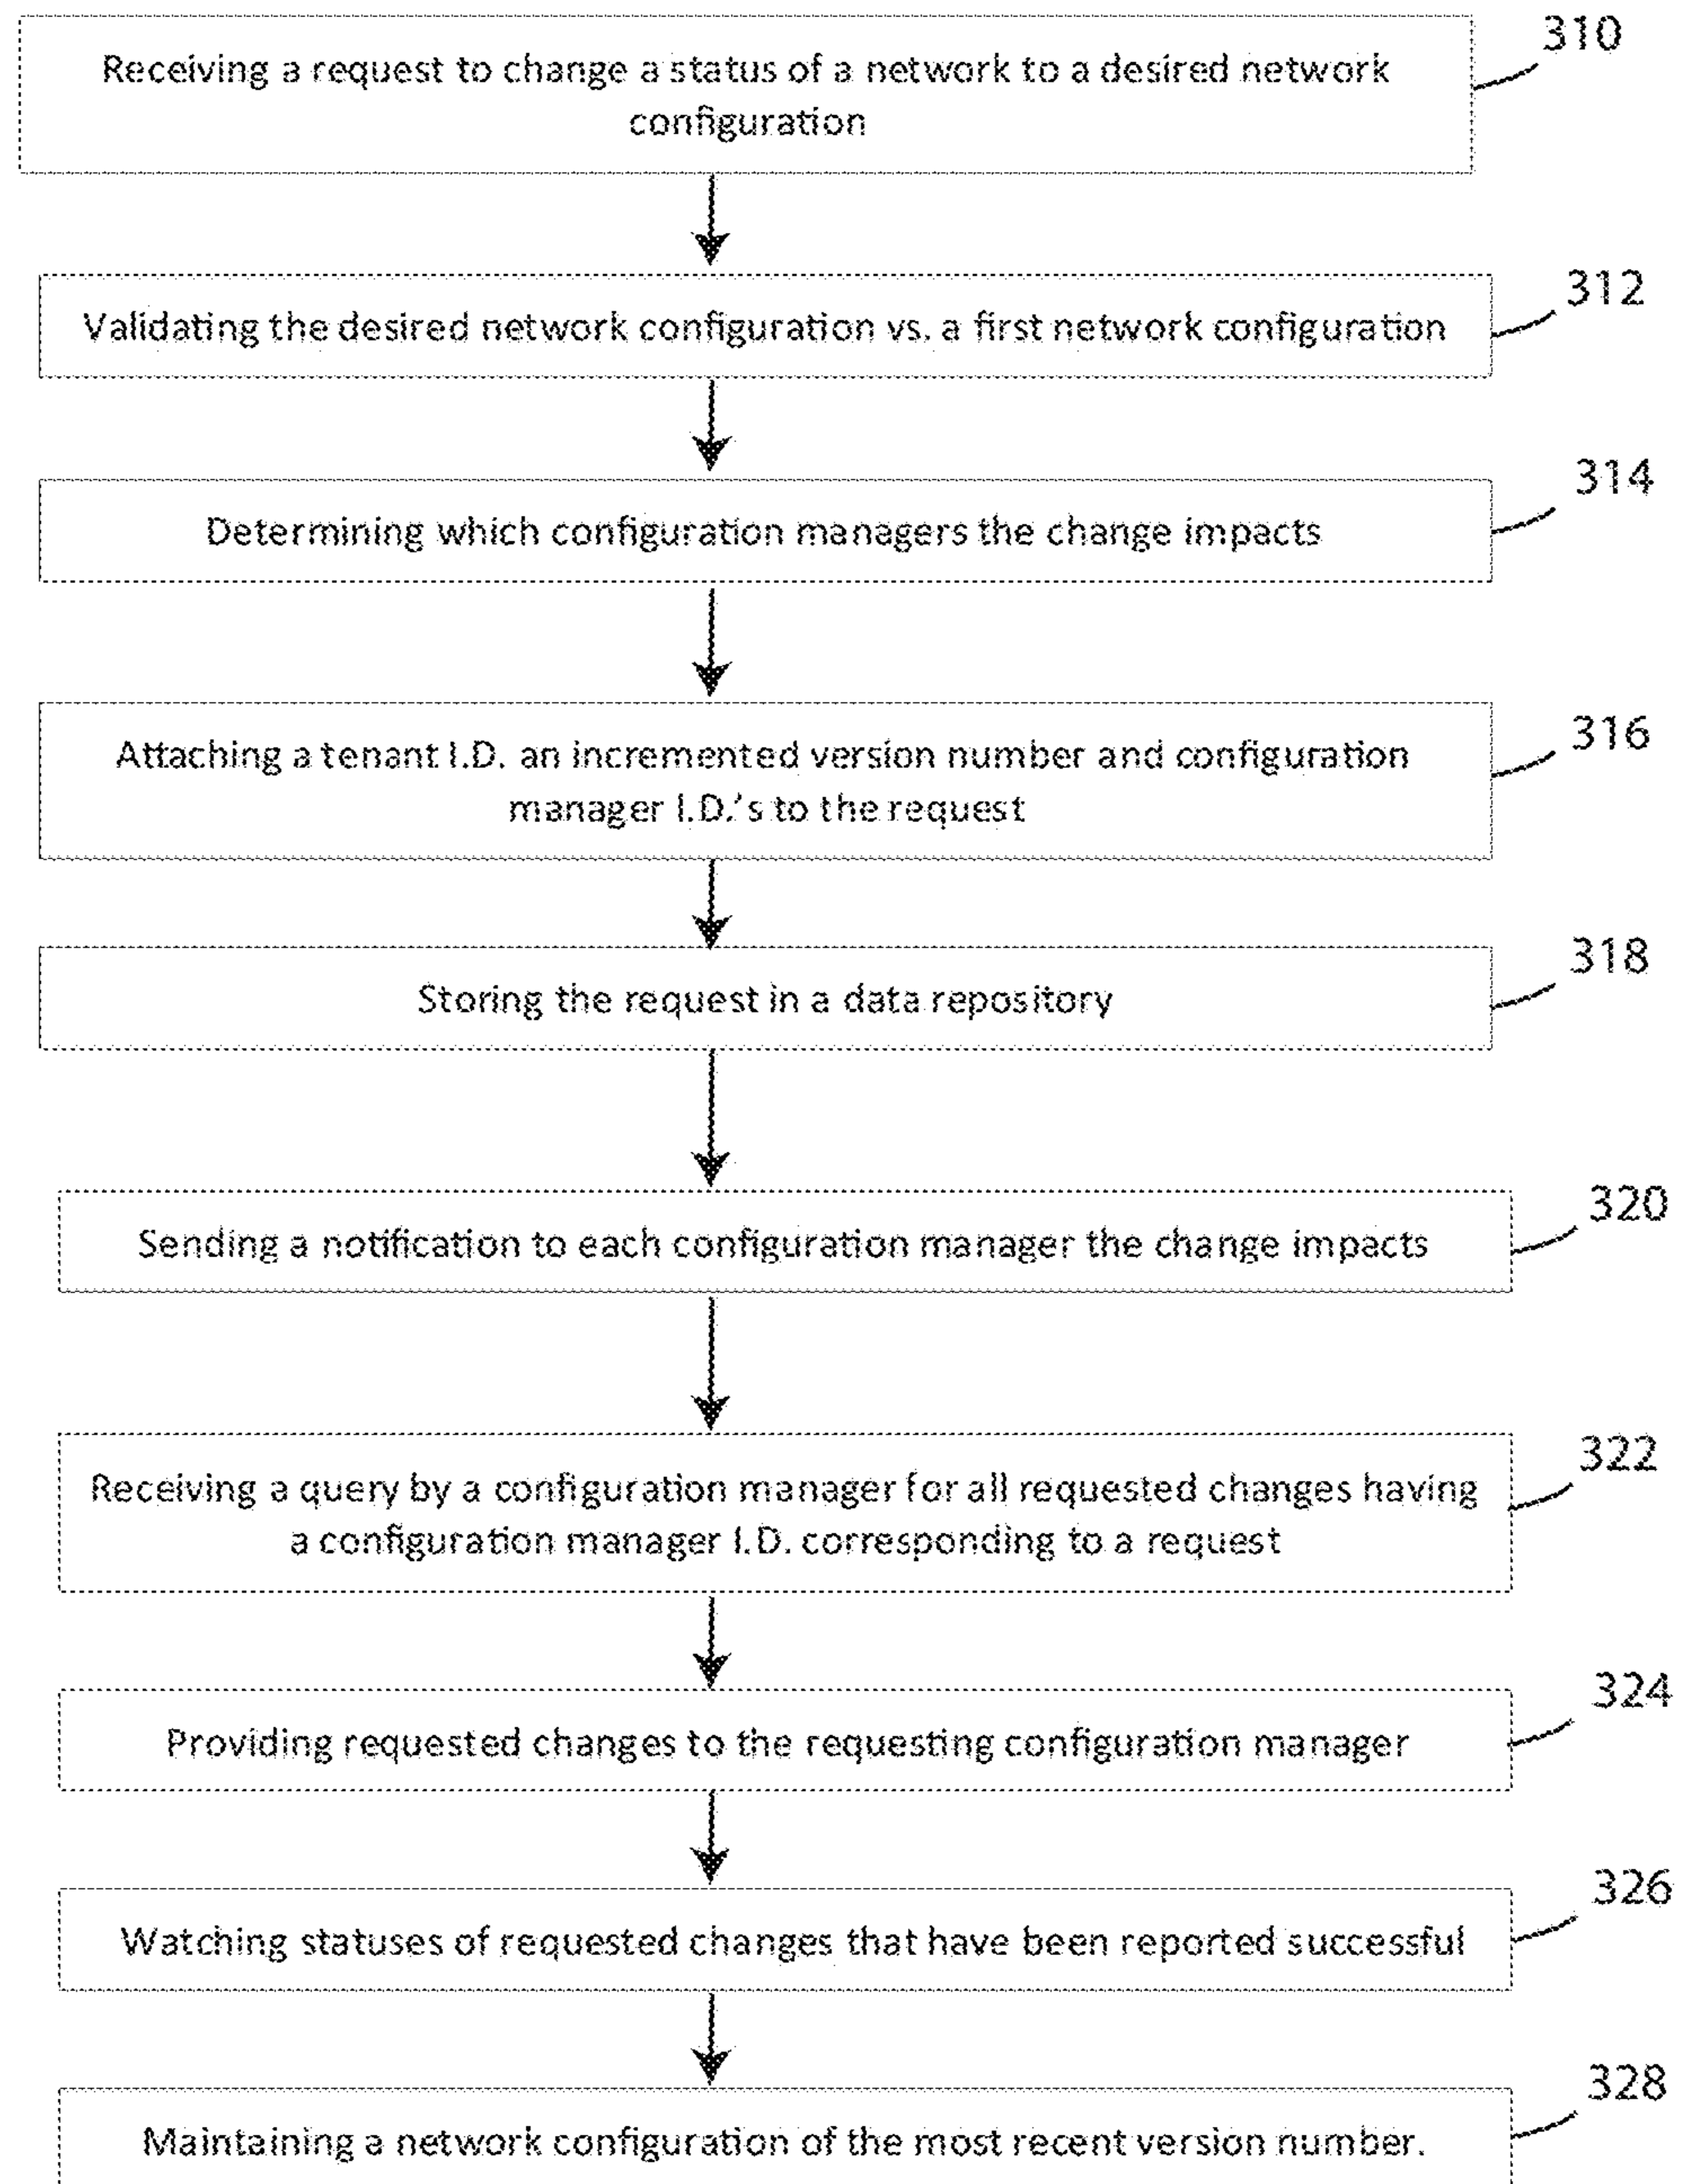 310
Receiving a request to change a status of a network to a desired network
configuration
312
Validating the desired network configuration vs. a first network configuration
314
Determining which configuration managers the change impacts
316
Attaching a tenant I.D. an incremented version number and configuration
manager I.D.'s to the request
318
Storing the request in a data repository
320
Sending a notification to each configuration manager the change impacts
322
Receiving a query by a configuration manager for all requested changes having
a configuration manager I.D. corresponding to a request
324
Providing requested changes to the requesting configuration manager
326
Watching statuses of requested changes that have been reported successful
328
Maintaining a network configuration of the most recent version number.